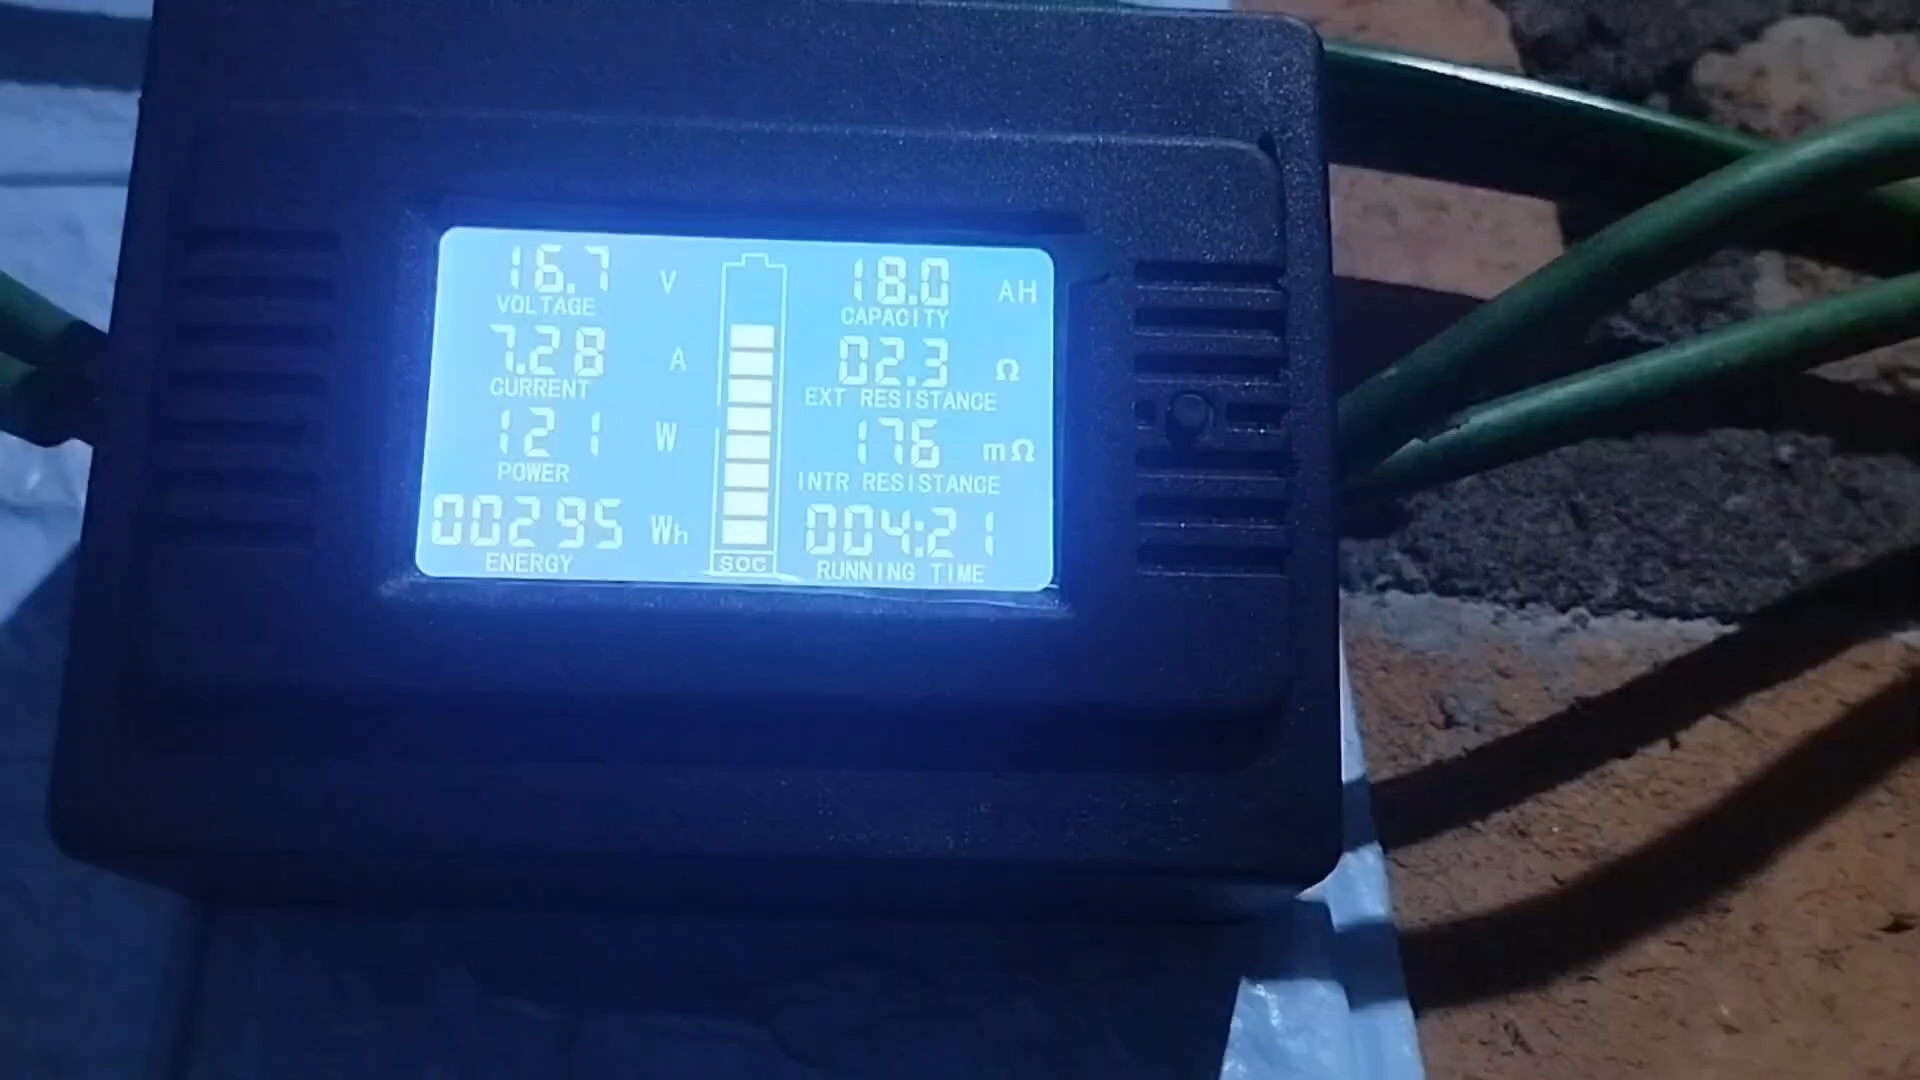 16.7 V
VOLTAGE
7.28 A
CURRENT
121 W
POWER
00295 Wh
ENERGY
SOC
18.0 AH
CAPACITY
02.3 Ω
EXT RESISTANCE
176 mΩ
INTR RESISTANCE
004:21
RUNNING TIME